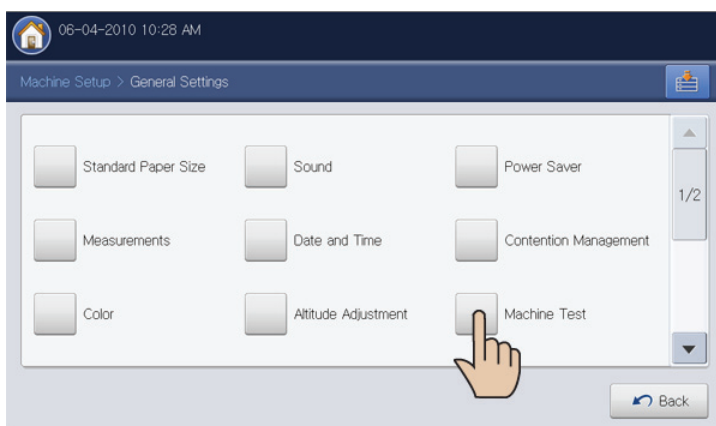 06-04-2010 10:28 AM
Machine Setup > General Settings
Standard Paper Size Sound Power Saver
1/2
Measurements Date and Time Contention Management
Color Altitude Adjustment Machine Test
Back